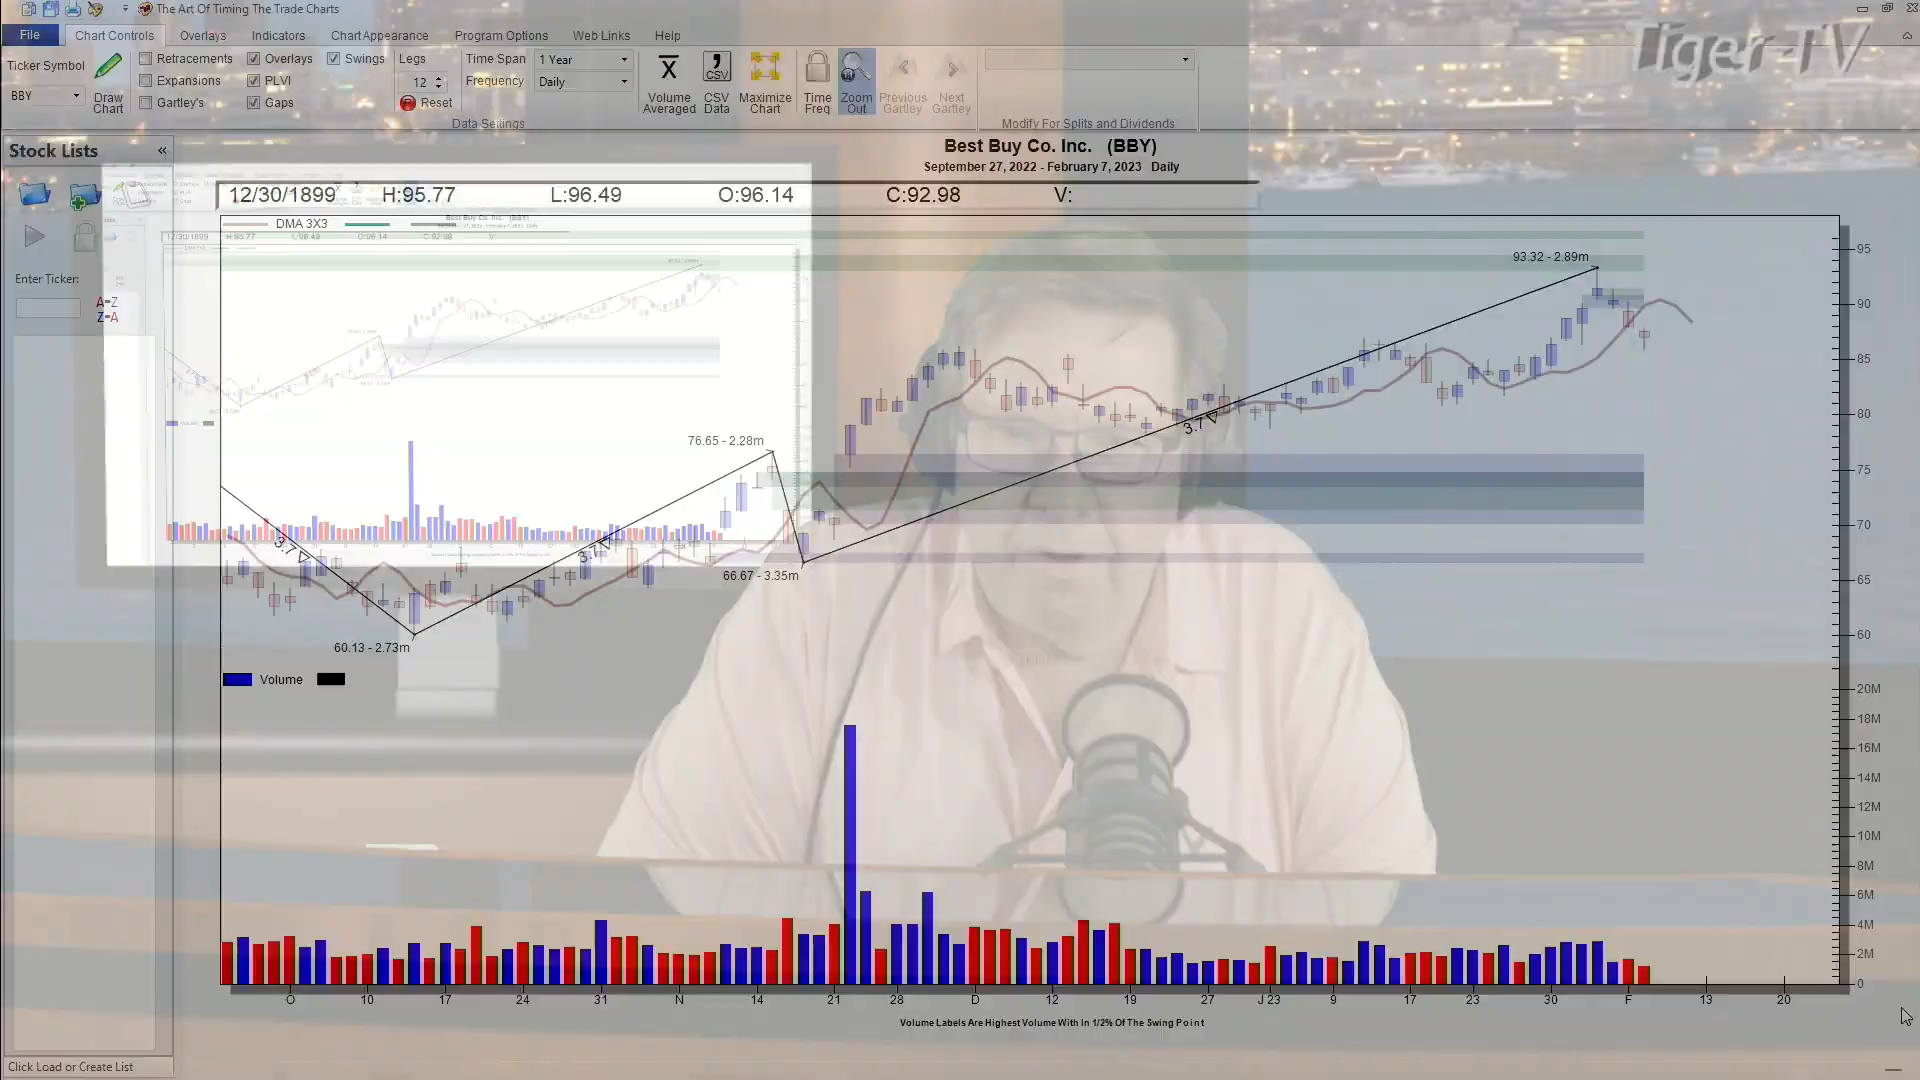 The Art Of Timing The Trade Charts
Tiger-TV
File Chart Controls Overlays Indicators Chart Appearance Program Options Web Links Help
Ticker Symbol
BBY
Draw Chart
Retracements
Expansions
Gartley's
Overlays
PLVI
Gaps
Swings
Legs
12
Reset
Time Span 1 Year
Frequency Daily
Data Settings
Volume Averaged
CSV
CSV Data
Maximize Chart
Time Freq
Zoom Out
Previous Gartley
Next Gartley
Modify For Splits and Dividends
Stock Lists
Enter Ticker:
A-Z
Z-A
Best Buy Co. Inc. (BBY)
September 27, 2022 - February 7, 2023 Daily
12/30/1899 H:95.77 L:96.49 O:96.14 C:92.98 V:
DMA 3X3
93.32 - 2.89m
76.65 - 2.28m
66.67 - 3.35m
60.13 - 2.73m
3.7
3.7
3.7
95
90
85
80
75
70
65
60
Volume
20M
18M
16M
14M
12M
10M
8M
6M
4M
2M
0
O 10 17 24 31 N 14 21 28 D 12 19 27 J 23 9 17 23 30 F 13 20
Volume Labels Are Highest Volume With In 1/2% Of The Swing Point
Click Load or Create List